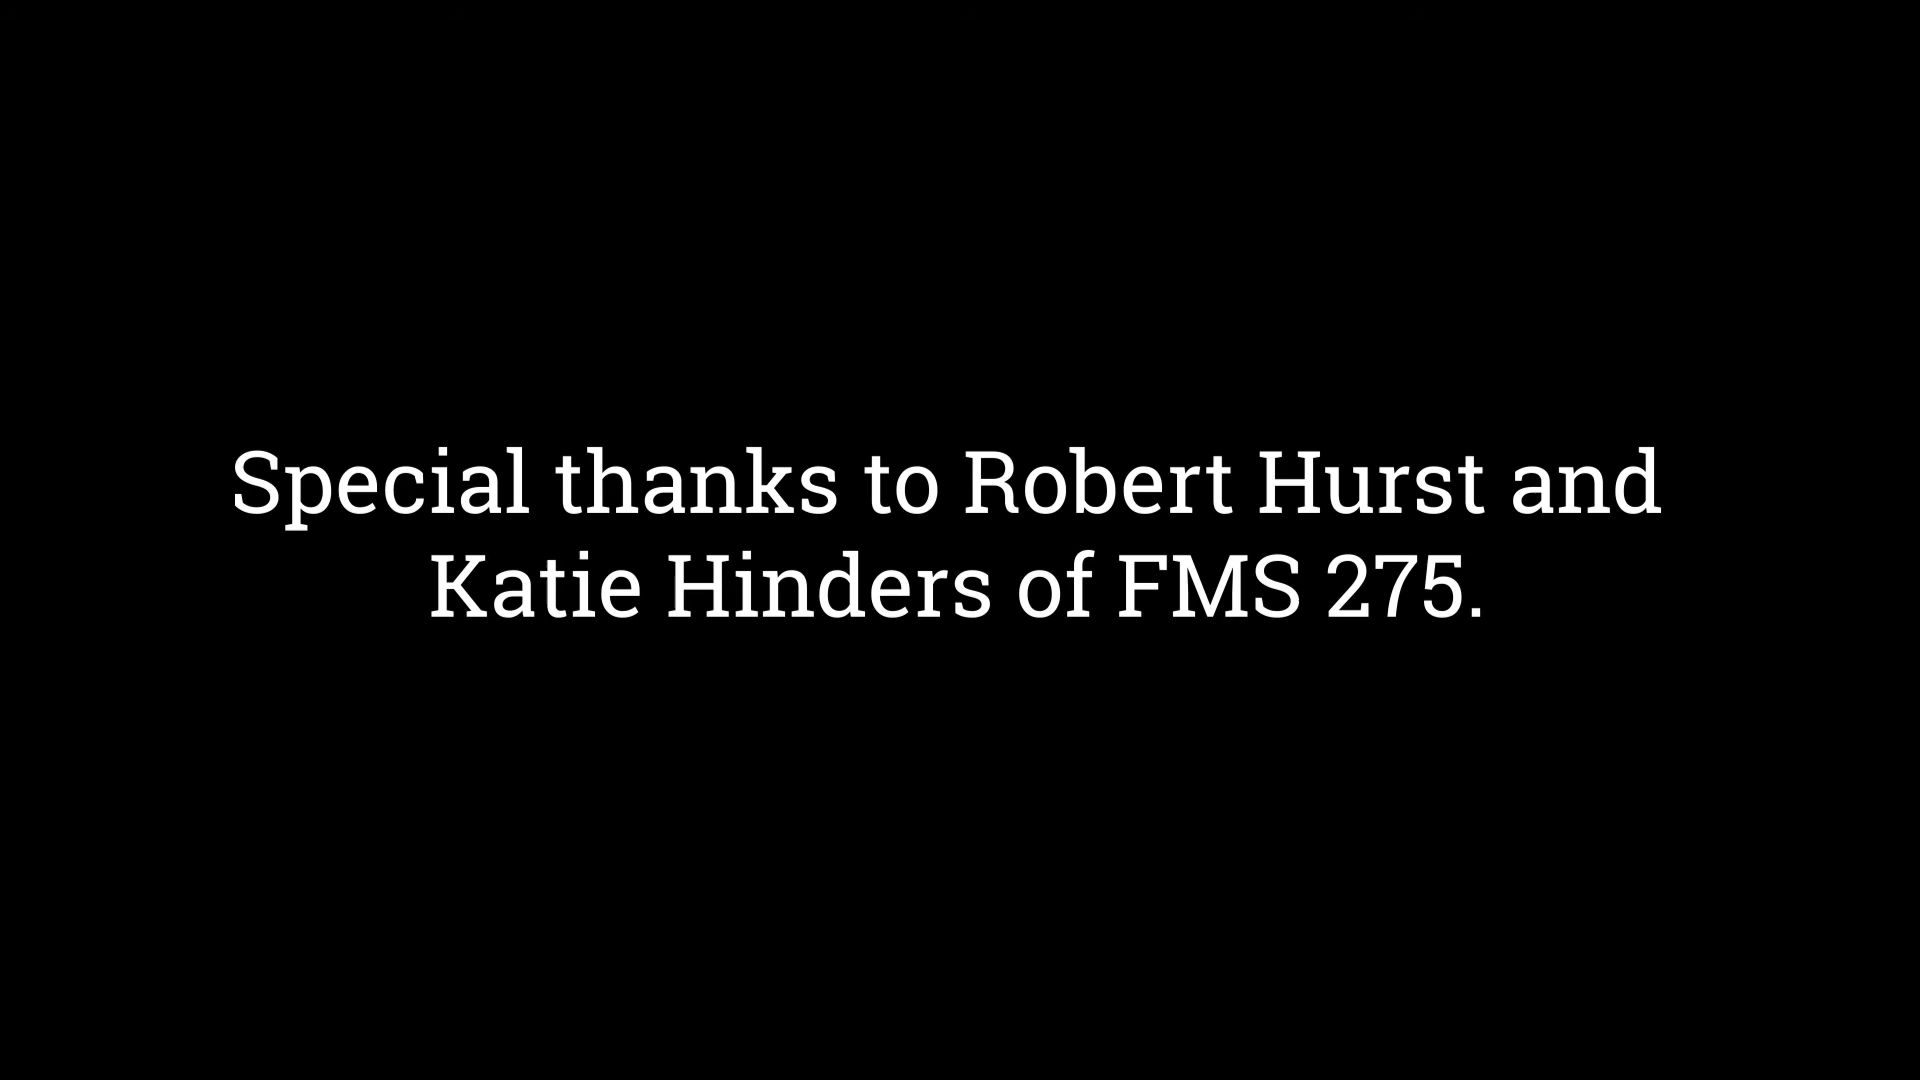 Special thanks to Robert Hurst and
Katie Hinders of FMS 275.